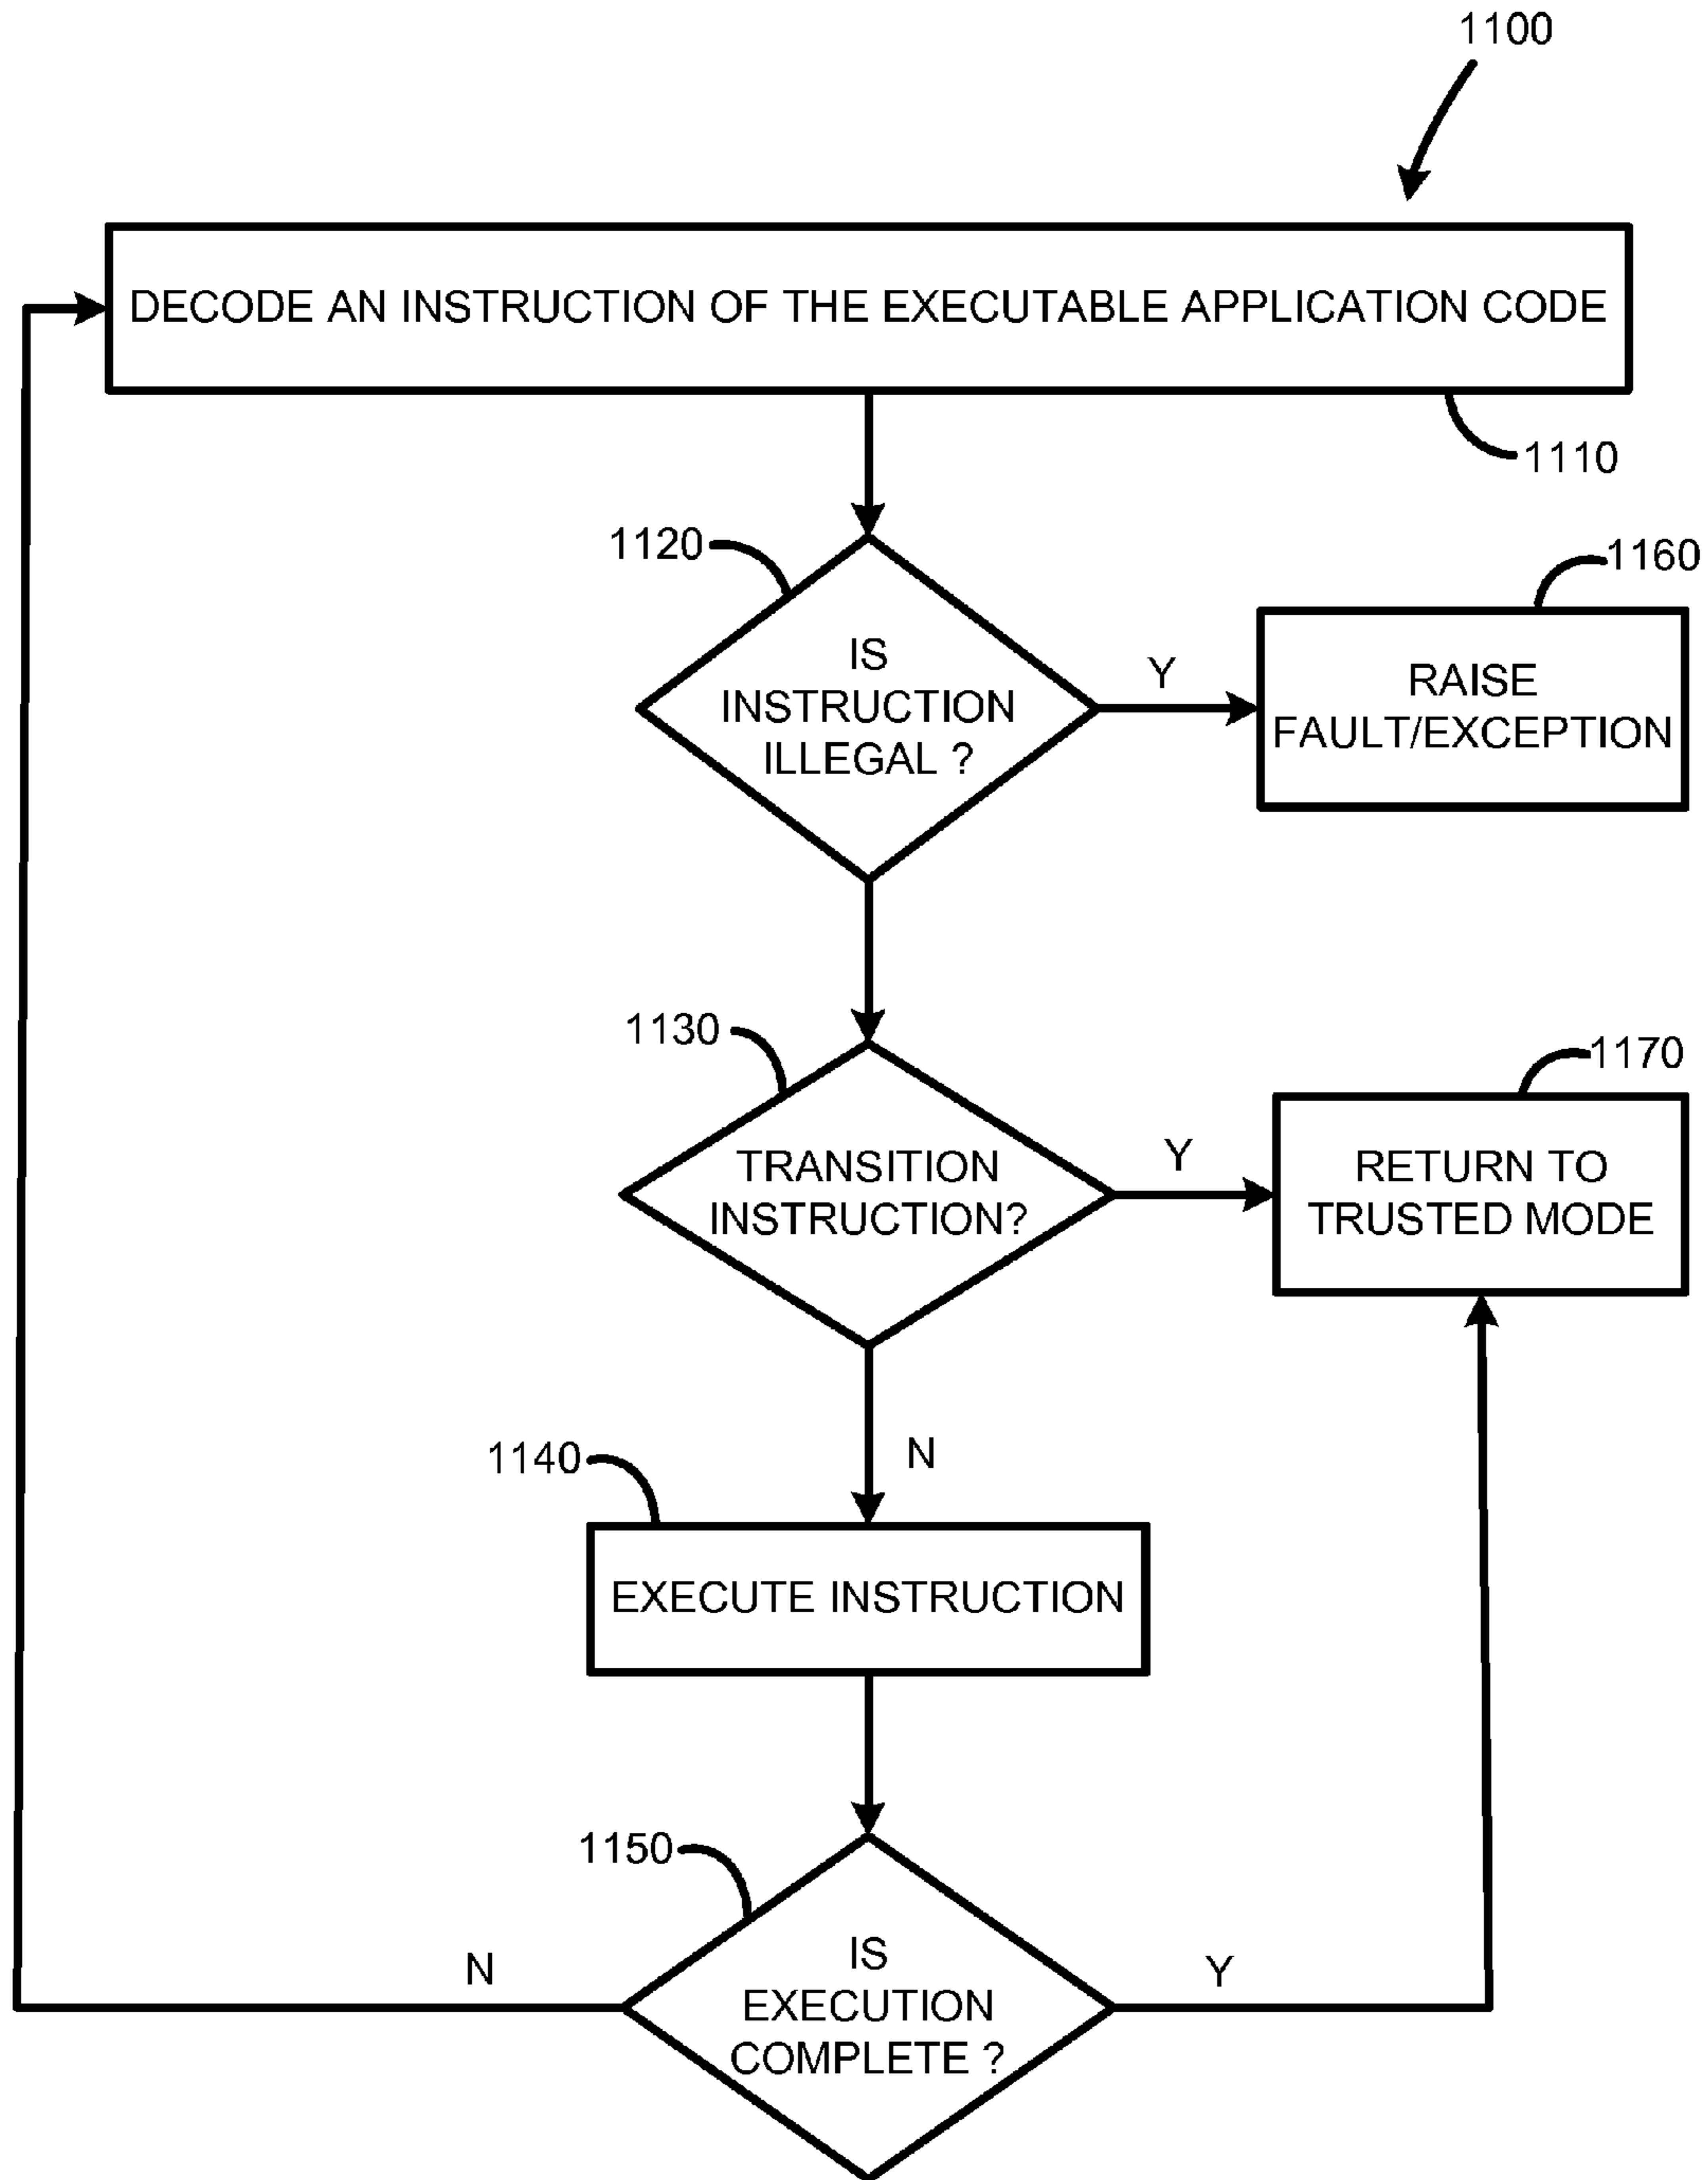 1100
DECODE AN INSTRUCTION OF THE EXECUTABLE APPLICATION CODE
1110
1120
IS
INSTRUCTION
ILLEGAL ?
Y
1160
RAISE
FAULT/EXCEPTION
1130
TRANSITION
INSTRUCTION?
Y
1170
RETURN TO
TRUSTED MODE
N
1140
EXECUTE INSTRUCTION
1150
IS
EXECUTION
COMPLETE ?
N
Y